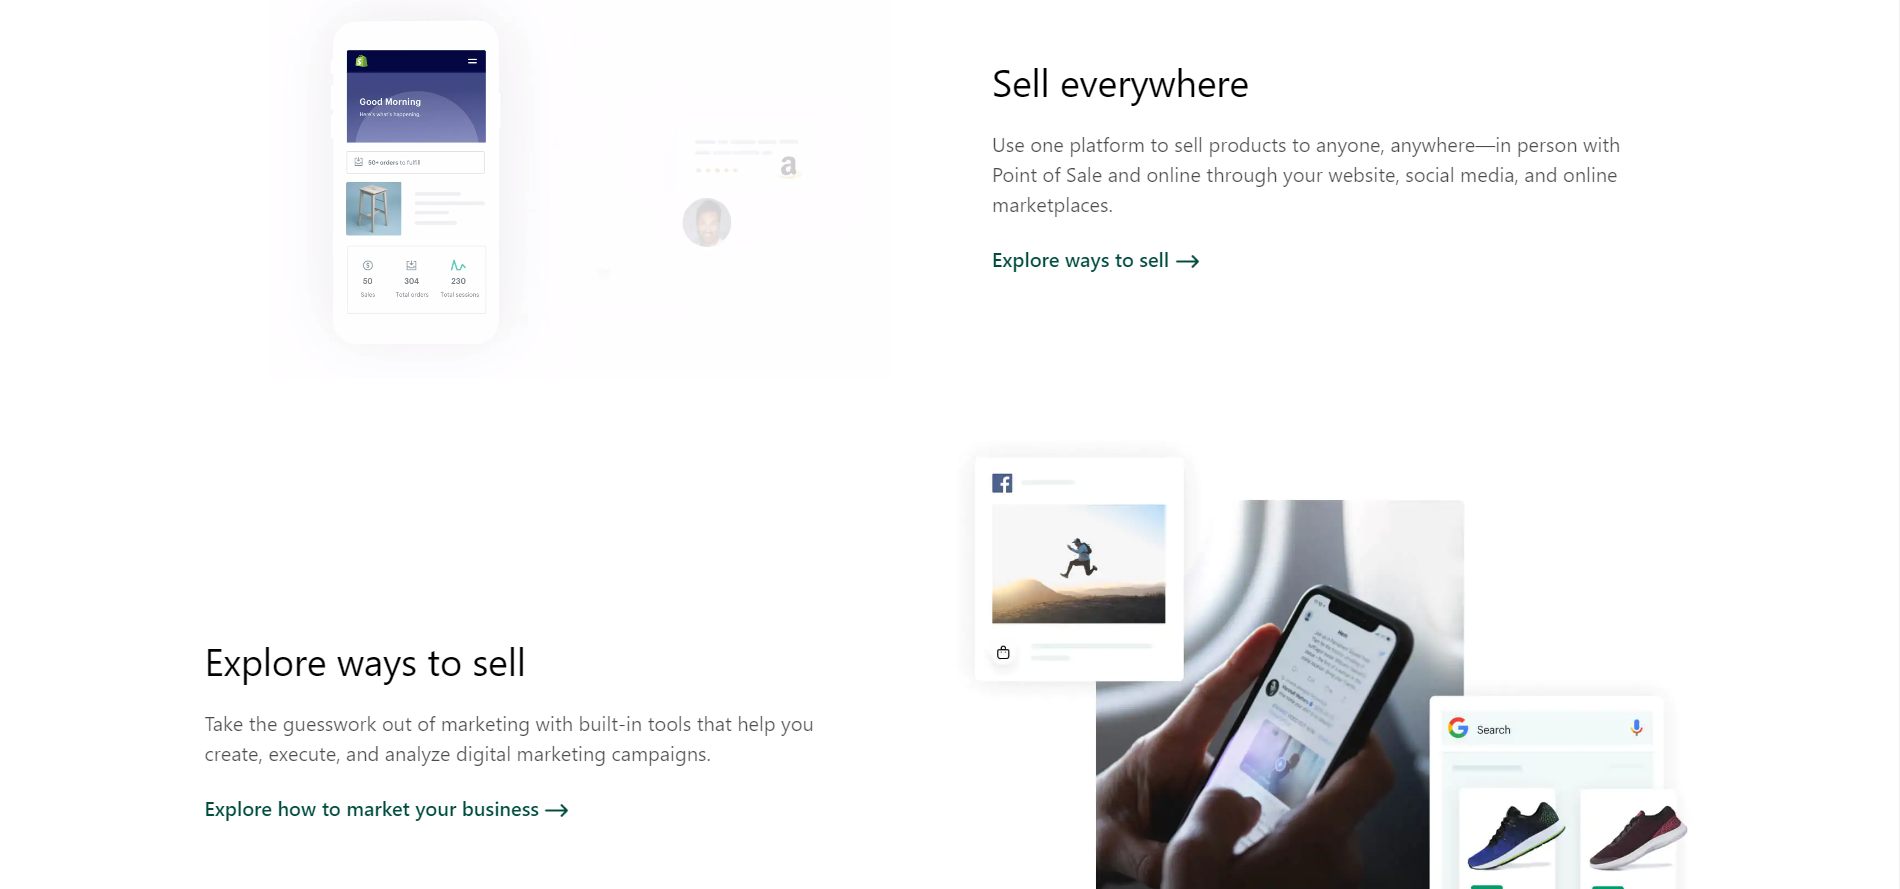 Good Morning
Here's what's happening.
50+ orders to fulfill
50
304
230
Sales
Total orders
Total sessions
a
Sell everywhere
Use one platform to sell products to anyone, anywhere—in person with
Point of Sale and online through your website, social media, and online
marketplaces.
Explore ways to sell →
Explore ways to sell
Take the guesswork out of marketing with built-in tools that help you
create, execute, and analyze digital marketing campaigns.
Explore how to market your business →
Search